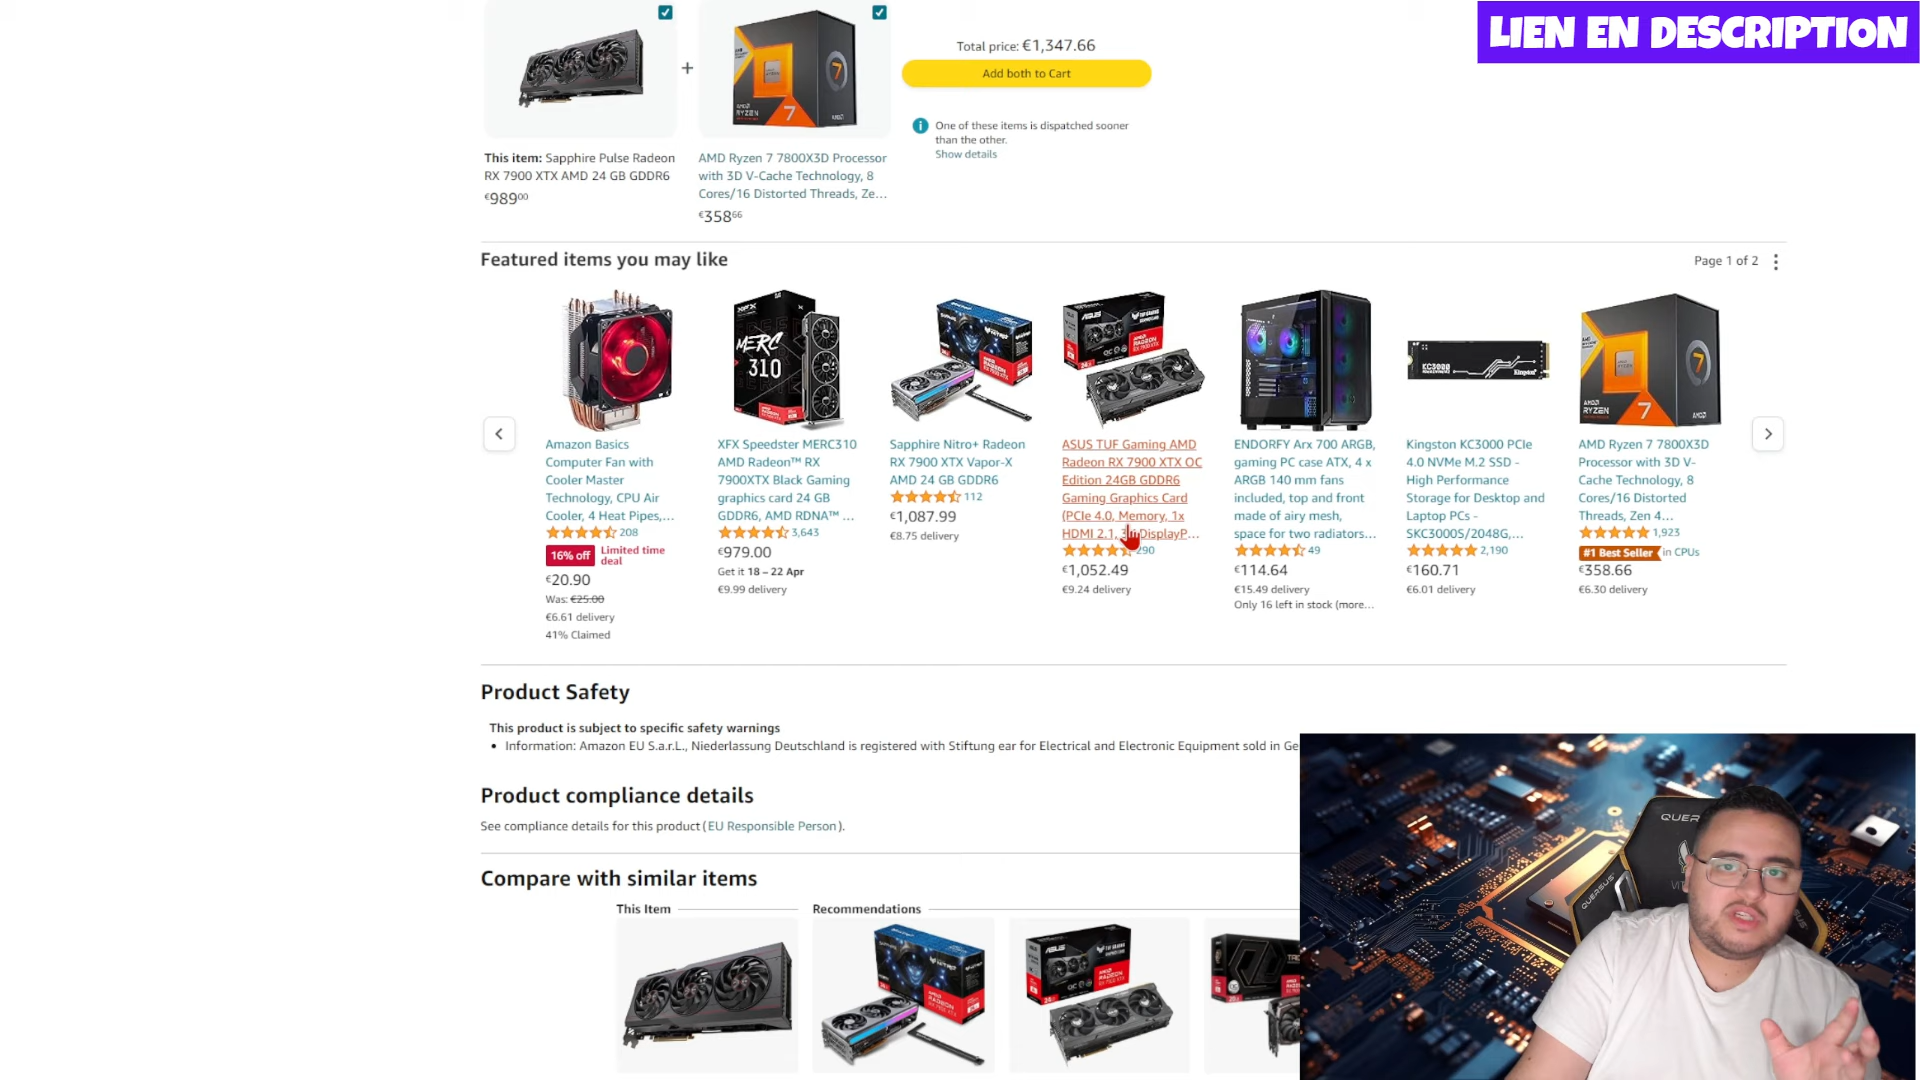 LIEN EN DESCRIPTION
Total price: €1,347.66
Add both to Cart
One of these items is dispatched sooner
than the other.
Show details
This item: Sapphire Pulse Radeon
RX 7900 XTX AMD 24 GB GDDR6
€989⁰⁰
AMD Ryzen 7 7800X3D Processor
with 3D V-Cache Technology, 8
Cores/16 Distorted Threads, Ze...
€358⁶⁶
Featured items you may like
Page 1 of 2
Amazon Basics
Computer Fan with
Cooler Master
Technology, CPU Air
Cooler, 4 Heat Pipes,...
208
16% off Limited time
deal
€20.90
Was: €25.00
€6.61 delivery
41% Claimed
XFX Speedster MERC310
AMD Radeon™ RX
7900XTX Black Gaming
graphics card 24 GB
GDDR6, AMD RDNA™ ...
3,643
€979.00
Get it 18 – 22 Apr
€9.99 delivery
Sapphire Nitro+ Radeon
RX 7900 XTX Vapor-X
AMD 24 GB GDDR6
112
€1,087.99
€8.75 delivery
ASUS TUF Gaming AMD
Radeon RX 7900 XTX OC
Edition 24GB GDDR6
Gaming Graphics Card
(PCIe 4.0, Memory, 1x
HDMI 2.1, DisplayP...
290
€1,052.49
€9.24 delivery
ENDORFY Arx 700 ARGB,
gaming PC case ATX, 4 x
ARGB 140 mm fans
included, top and front
made of airy mesh,
space for two radiators...
49
€114.64
€15.49 delivery
Only 16 left in stock (more...
Kingston KC3000 PCIe
4.0 NVMe M.2 SSD -
High Performance
Storage for Desktop and
Laptop PCs -
SKC3000S/2048G,...
2,190
€160.71
€6.01 delivery
AMD Ryzen 7 7800X3D
Processor with 3D V-
Cache Technology, 8
Cores/16 Distorted
Threads, Zen 4...
1,923
#1 Best Seller in CPUs
€358.66
€6.30 delivery
Product Safety
This product is subject to specific safety warnings
• Information: Amazon EU S.a.r.L., Niederlassung Deutschland is registered with Stiftung ear for Electrical and Electronic Equipment sold in Ge
Product compliance details
See compliance details for this product (EU Responsible Person).
Compare with similar items
This Item
Recommendations
MERC
310
XFX
AMD
RYZEN
7
KC3000
Kingston
ASUS
QUERSUS